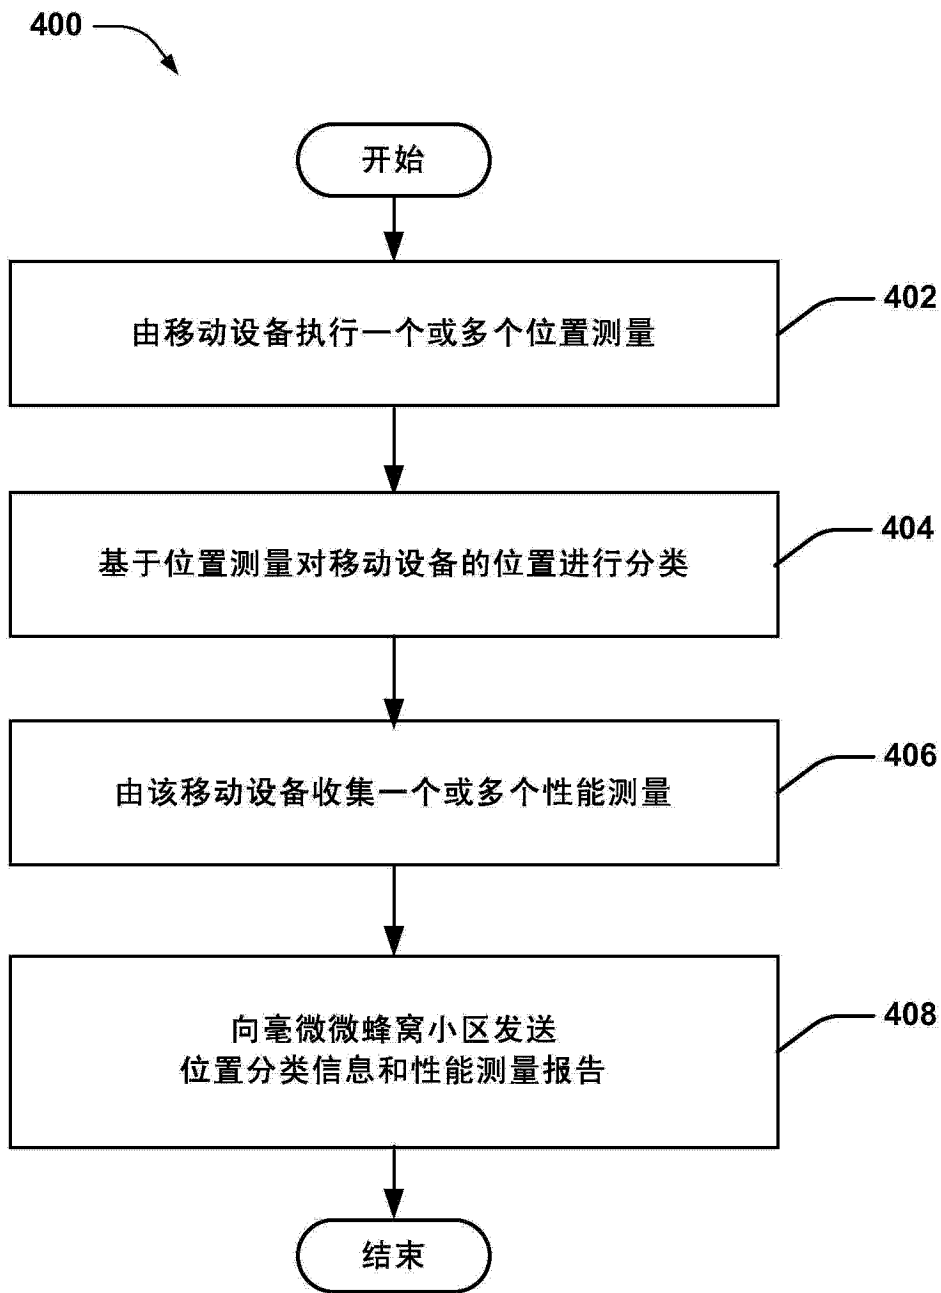 400
开始
由移动设备执行一个或多个位置测量
402
基于位置测量对移动设备的位置进行分类
404
由该移动设备收集一个或多个性能测量
406
向毫微微蜂窝小区发送
位置分类信息和性能测量报告
408
结束